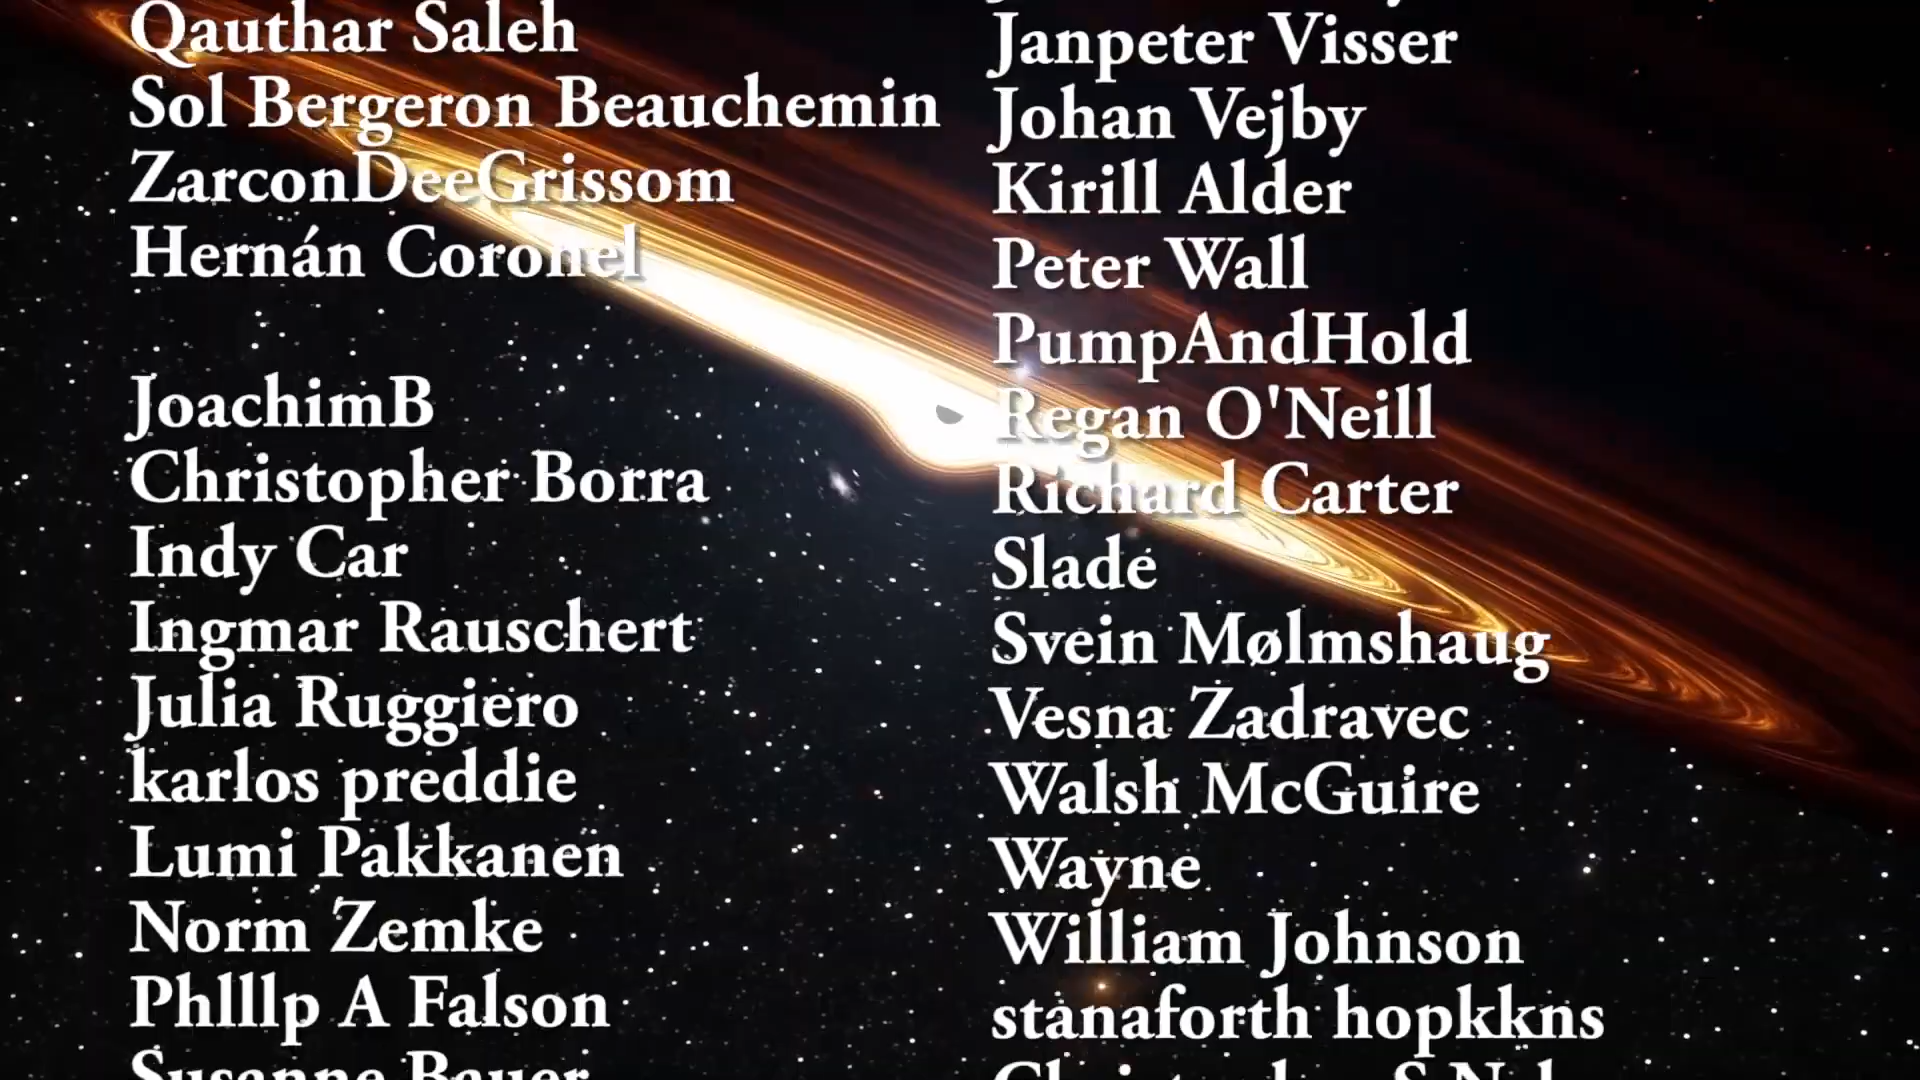 Qauthar Saleh
Sol Bergeron Beauchemin
ZarconDeeGrissom
Hernán Coronel
JoachimB
Christopher Borra
Indy Car
Ingmar Rauschert
Julia Ruggiero
karlos preddie
Lumi Pakkanen
Norm Zemke
Phlllp A Falson
Susanne Bauer
Janpeter Visser
Johan Vejby
Kirill Alder
Peter Wall
PumpAndHold
Regan O'Neill
Richard Carter
Slade
Svein Mølmshaug
Vesna Zadravec
Walsh McGuire
Wayne
William Johnson
stanaforth hopkkns